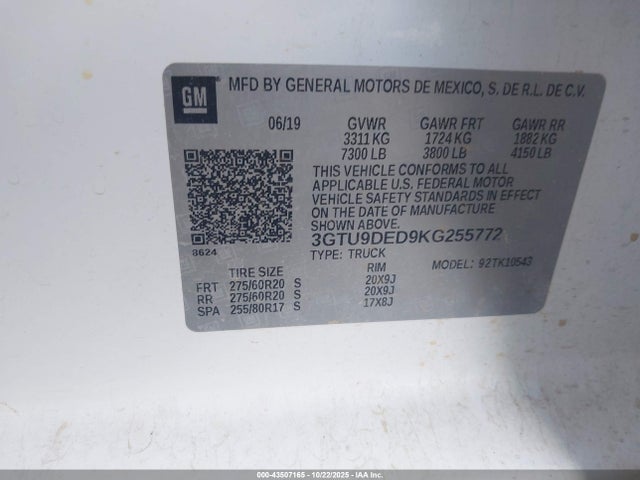 GM
MFD BY GENERAL MOTORS DE MEXICO, S. DE R.L. DE C.V.
06/19 GVWR GAWR FRT GAWR RR
3311 KG 1724 KG 1882 KG
7300 LB 3800 LB 4150 LB
THIS VEHICLE CONFORMS TO ALL
APPLICABLE U.S. FEDERAL MOTOR
VEHICLE SAFETY STANDARDS IN EFFECT
ON THE DATE OF MANUFACTURE
SHOWN ABOVE.
3GTU9DED9KG255772
8624
TYPE: TRUCK MODEL: 92TK10543
TIRE SIZE RIM
FRT 275/60R20 S 20X9J
RR 275/60R20 S 20X9J
SPA 255/80R17 S 17X8J
000-43507165 - 10/22/2025 - IAAI.COM